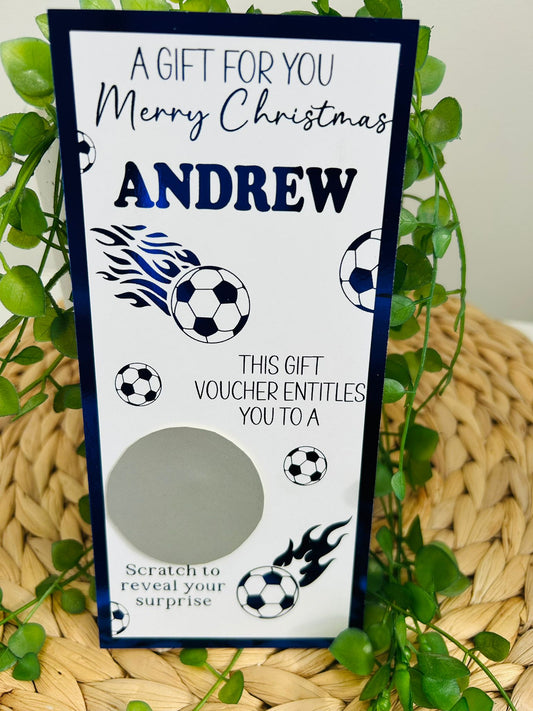 A GIFT FOR YOU
Merry Christmas
ANDREW
THIS GIFT
VOUCHER ENTITLES
YOU TO A
Scratch to
reveal your
surprise